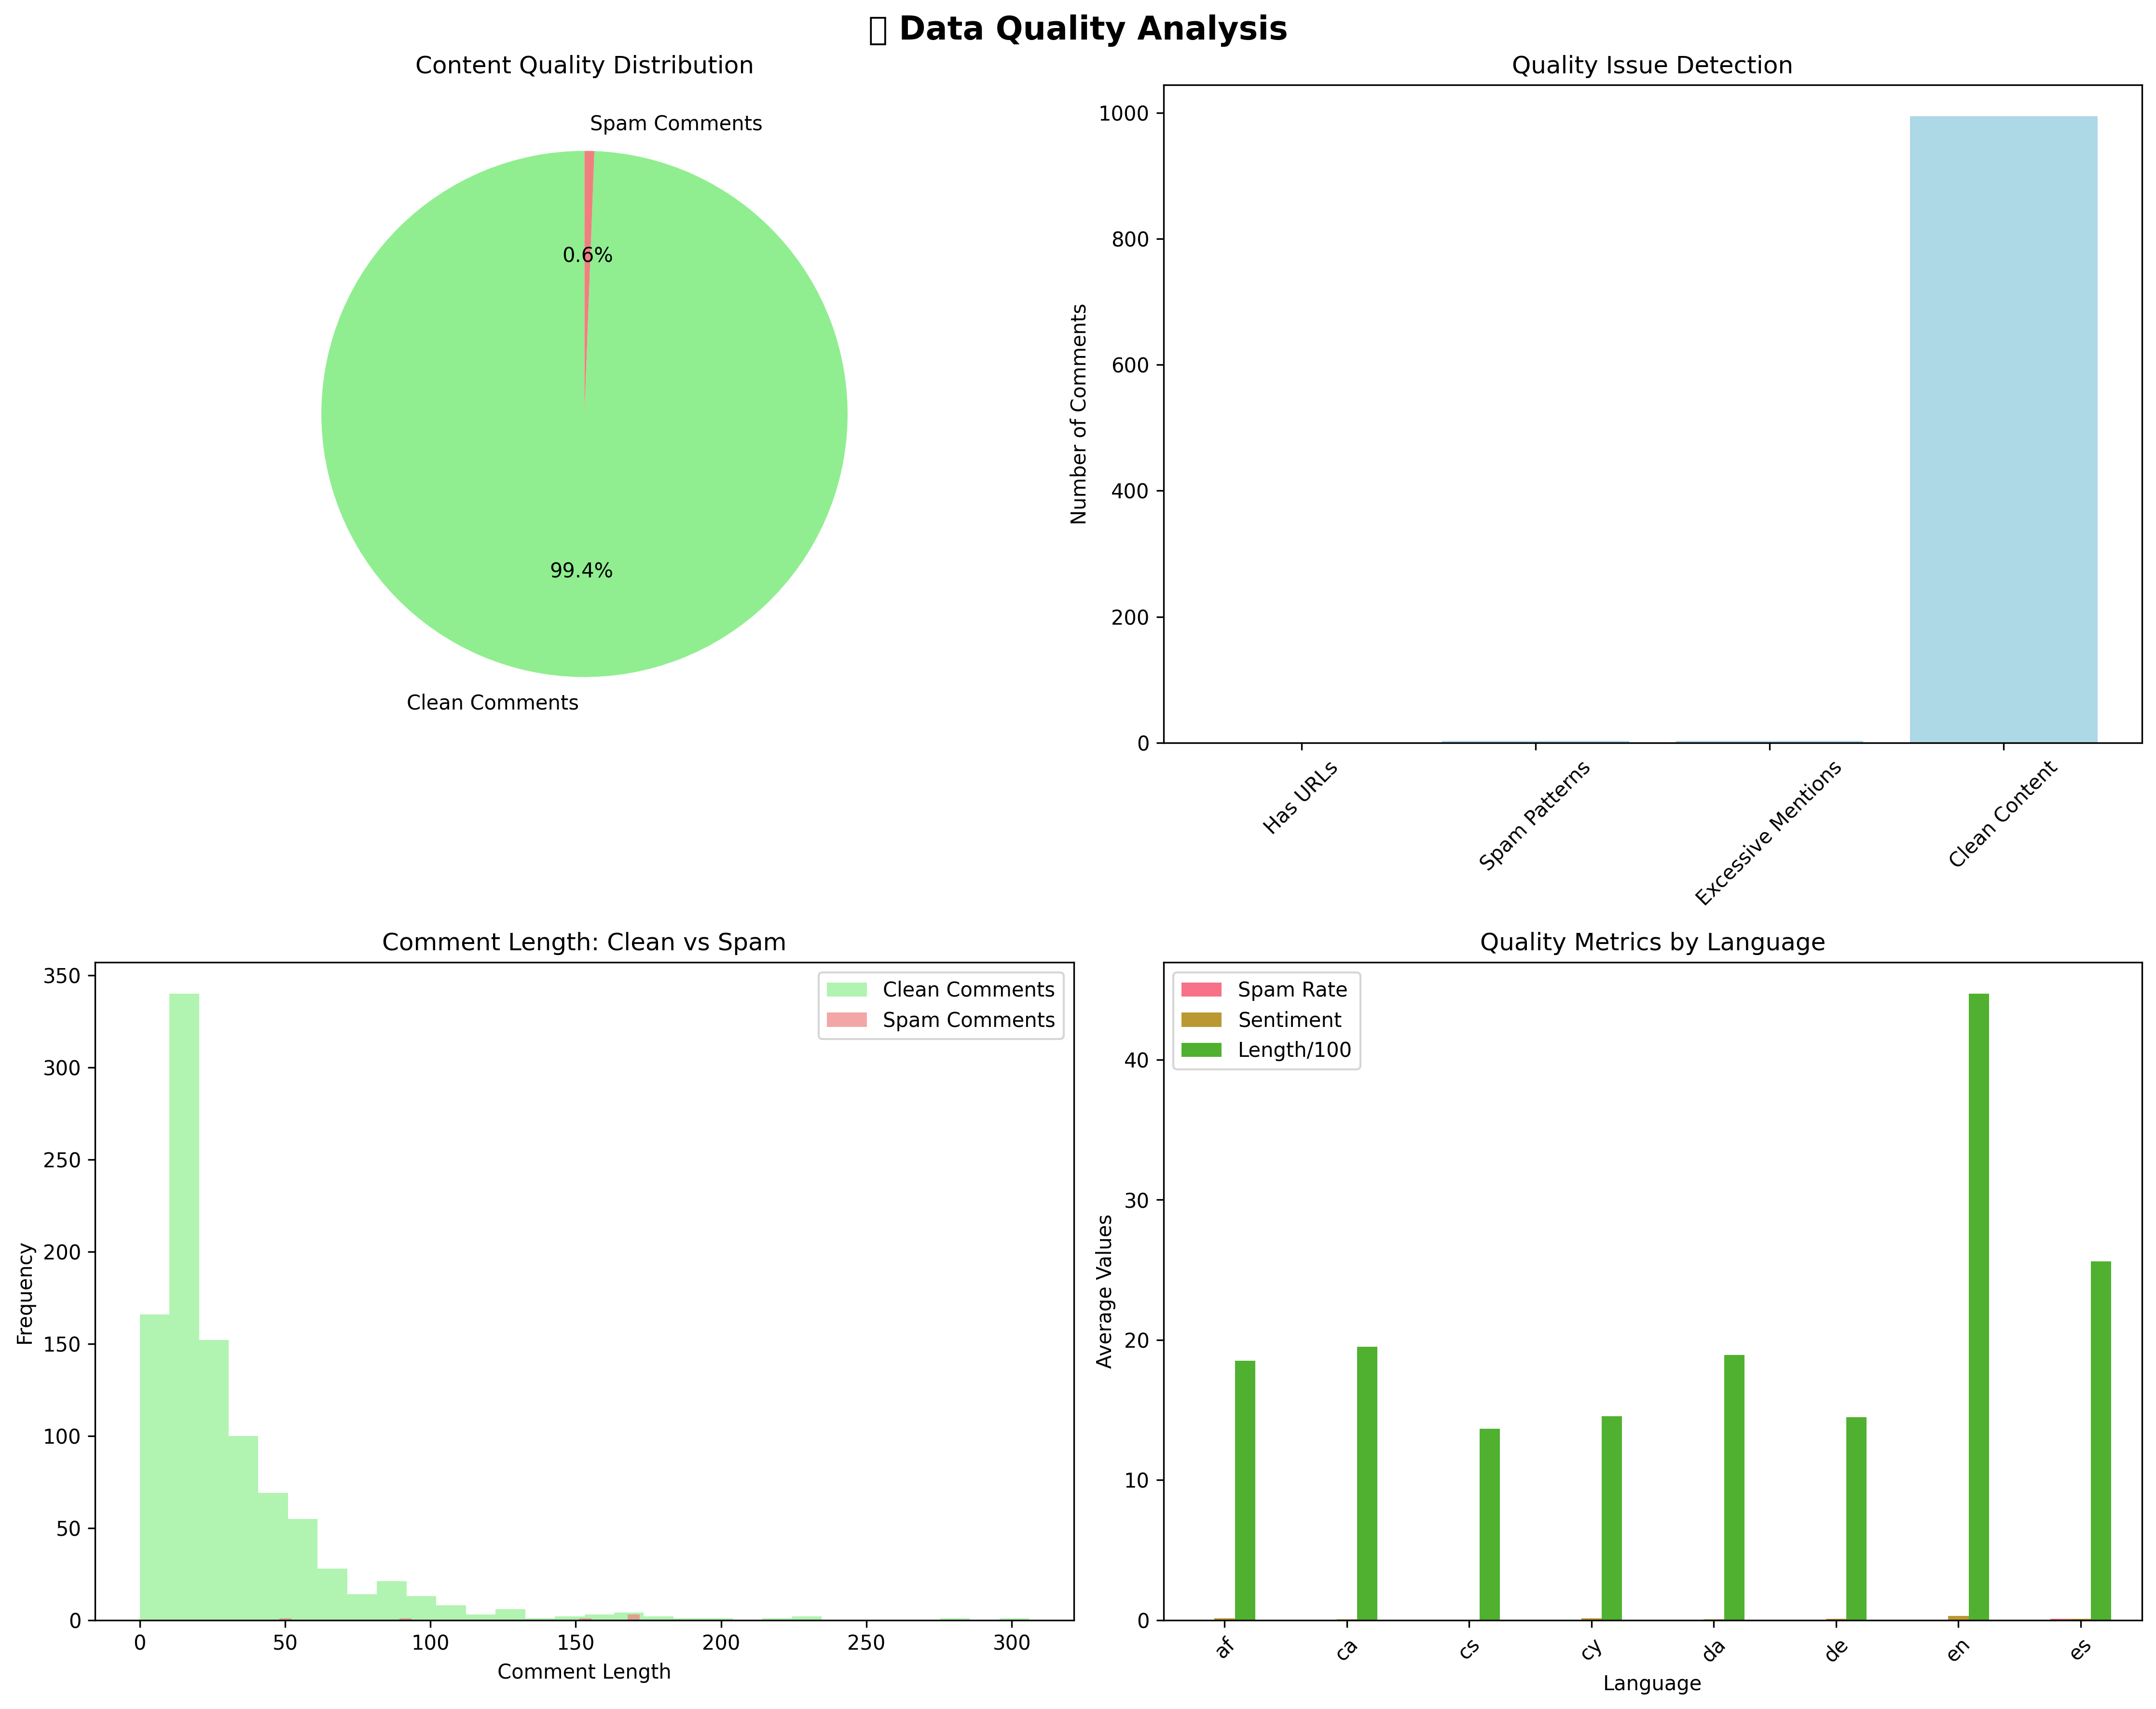 ▯ Data Quality Analysis
Content Quality Distribution
Spam Comments
0.6%
99.4%
Clean Comments
Quality Issue Detection
Number of Comments
1000
800
600
400
200
0
Has URLs
Spam Patterns
Excessive Mentions
Clean Content
Comment Length: Clean vs Spam
Clean Comments
Spam Comments
Frequency
350
300
250
200
150
100
50
0
0 50 100 150 200 250 300
Comment Length
Quality Metrics by Language
Spam Rate
Sentiment
Length/100
Average Values
40
30
20
10
0
af ca cs cy da de en es
Language